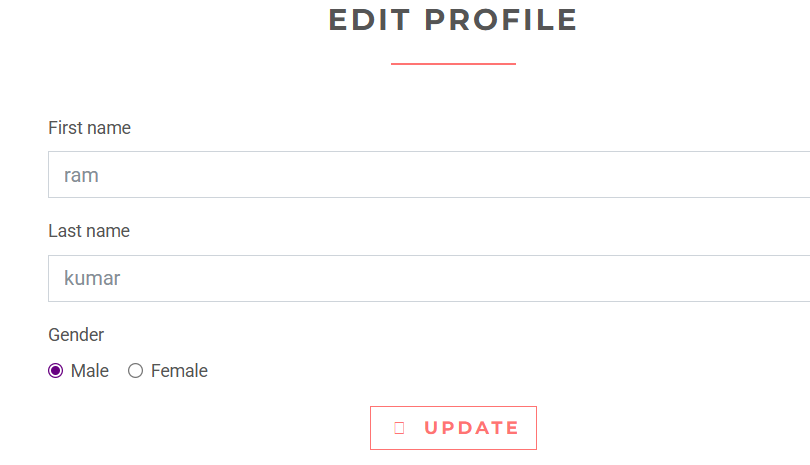 EDIT PROFILE
First name
ram
Last name
kumar
Gender
Male Female
UPDATE